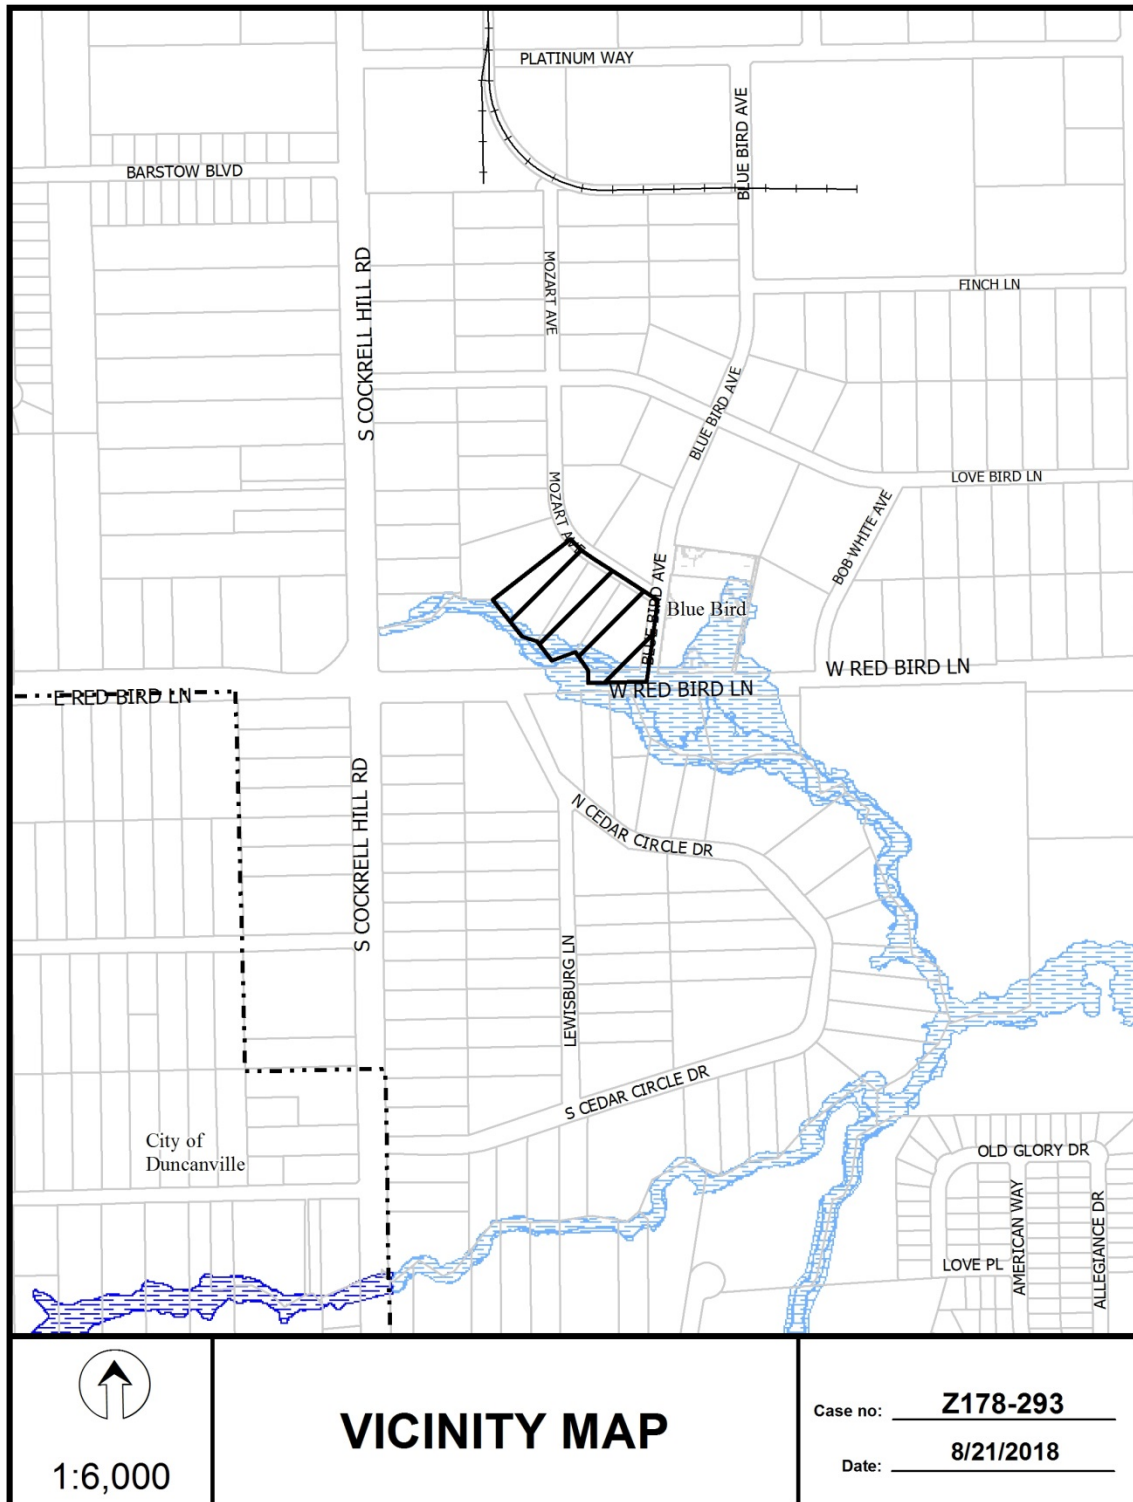 PLATINUM WAY
BLUE BIRD AVE
BARSTOW BLVD
S COCKRELL HILL RD
MOZART AVE
FINCH LN
BLUE BIRD AVE
LOVE BIRD LN
MOZART AVE
BOB WHITE AVE
BLUE BIRD AVE
Blue Bird
W RED BIRD LN
E RED BIRD LN
W RED BIRD LN
S COCKRELL HILL RD
N CEDAR CIRCLE DR
LEWISBURG LN
S CEDAR CIRCLE DR
City of
Duncanville
OLD GLORY DR
AMERICAN WAY
ALLEGIANCE DR
LOVE PL
1:6,000
VICINITY MAP
Case no: Z178-293
Date: 8/21/2018